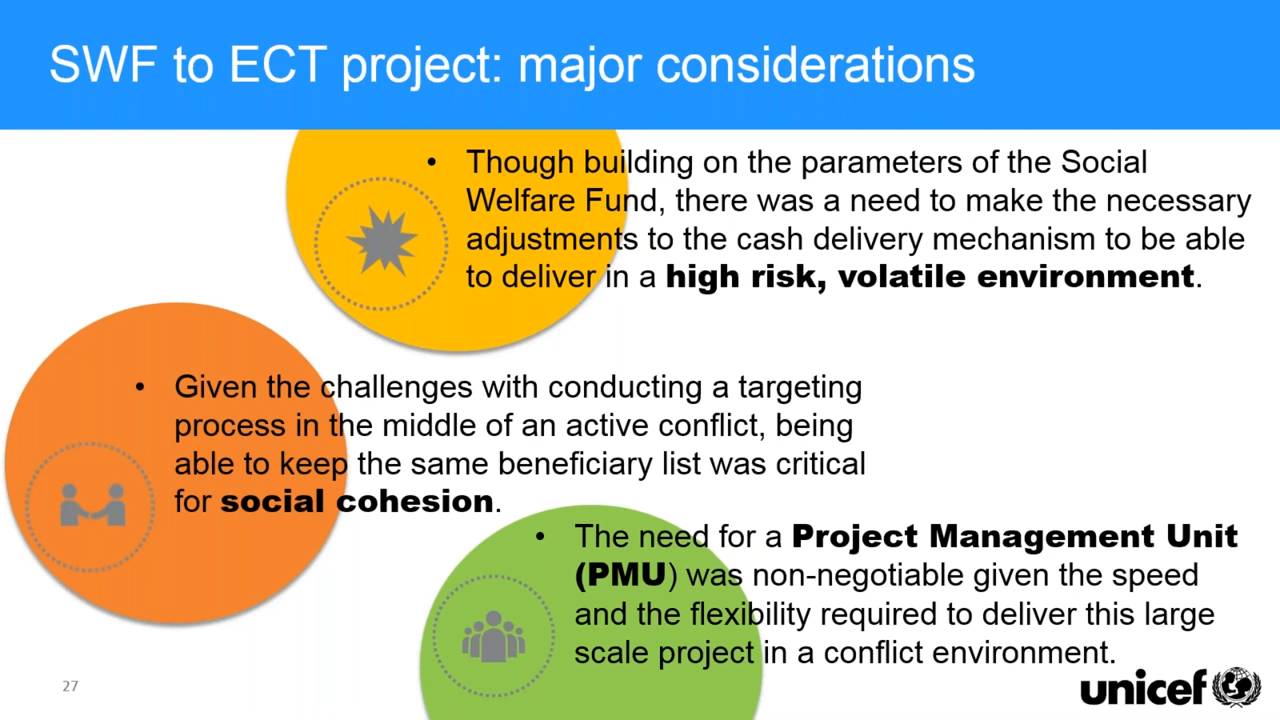 SWF to ECT project: major considerations
• Though building on the parameters of the Social
Welfare Fund, there was a need to make the necessary
adjustments to the cash delivery mechanism to be able
to deliver in a high risk, volatile environment.
• Given the challenges with conducting a targeting
process in the middle of an active conflict, being
able to keep the same beneficiary list was critical
for social cohesion.
• The need for a Project Management Unit
(PMU) was non-negotiable given the speed
and the flexibility required to deliver this large
scale project in a conflict environment.
27
unicef